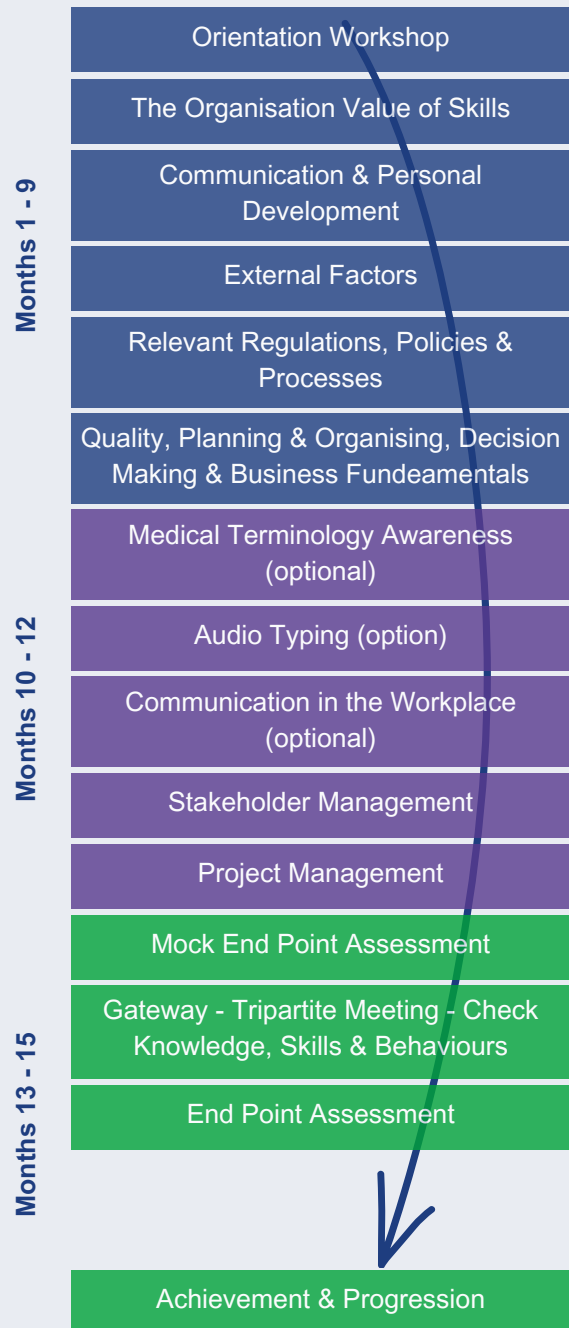 Months 1 - 9
Orientation Workshop
The Organisation Value of Skills
Communication & Personal
Development
External Factors
Relevant Regulations, Policies &
Processes
Quality, Planning & Organising, Decision
Making & Business Fundeamentals
Months 10 - 12
Medical Terminology Awareness
(optional)
Audio Typing (option)
Communication in the Workplace
(optional)
Stakeholder Management
Project Management
Months 13 - 15
Mock End Point Assessment
Gateway - Tripartite Meeting - Check
Knowledge, Skills & Behaviours
End Point Assessment
Achievement & Progression